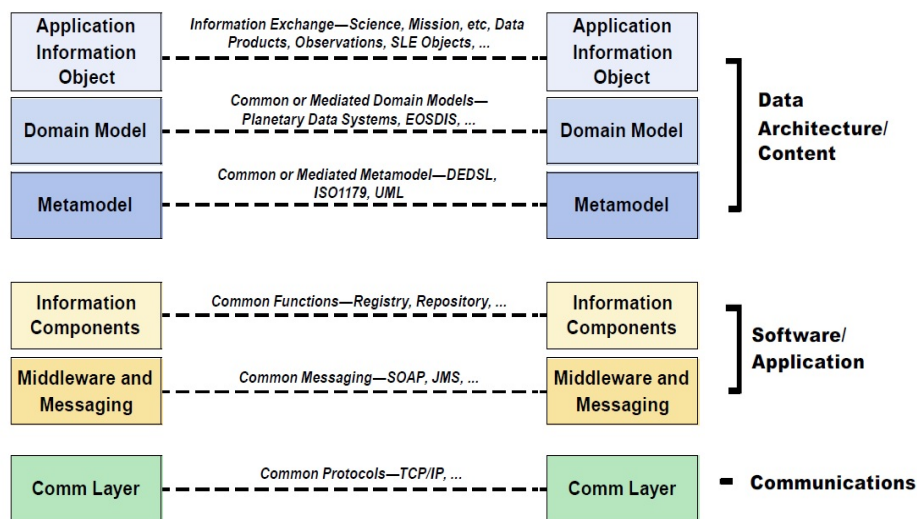 Application
Information
Object
Information Exchange—Science, Mission, etc, Data
Products, Observations, SLE Objects, ...
Application
Information
Object
Domain Model
Common or Mediated Domain Models—
Planetary Data Systems, EOSDIS, ...
Domain Model
Metamodel
Common or Mediated Metamodel—DEDSL,
ISO1179, UML
Metamodel
Data
Architecture/
Content
Information
Components
Common Functions—Registry, Repository, ...
Information
Components
Middleware and
Messaging
Common Messaging—SOAP, JMS, ...
Middleware and
Messaging
Software/
Application
Comm Layer
Common Protocols—TCP/IP, ...
Comm Layer
Communications